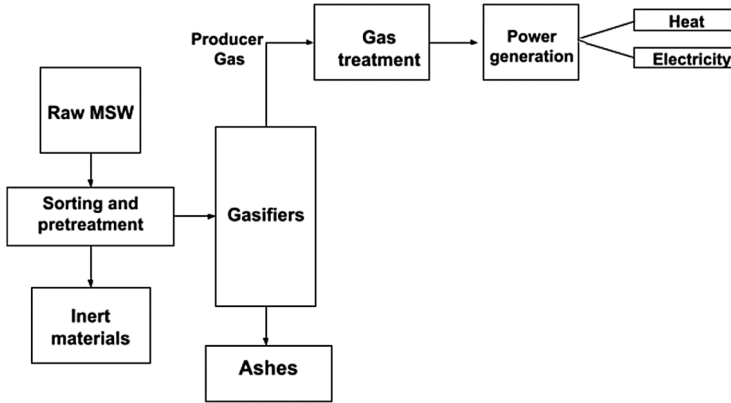 Producer
Gas
Gas
treatment
Power
generation
Heat
Electricity
Raw MSW
Sorting and
pretreatment
Gasifiers
Inert
materials
Ashes